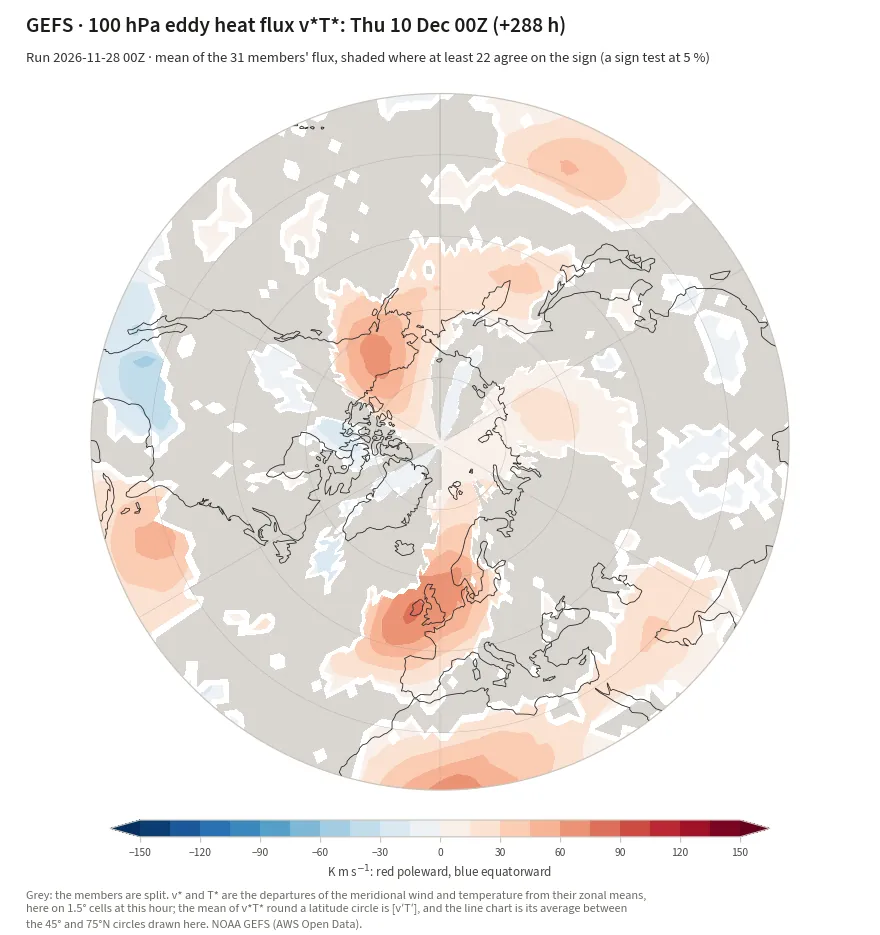 GEFS · 100 hPa eddy heat flux v*T*: Thu 10 Dec 00Z (+288 h)
Run 2026-11-28 00Z · mean of the 31 members' flux, shaded where at least 22 agree on the sign (a sign test at 5 %)
−150 −120 −90 −60 −30 0 30 60 90 120 150
K m s⁻¹: red poleward, blue equatorward
Grey: the members are split. v* and T* are the departures of the meridional wind and temperature from their zonal means,
here on 1.5° cells at this hour; the mean of v*T* round a latitude circle is [v'T'], and the line chart is its average between
the 45° and 75°N circles drawn here. NOAA GEFS (AWS Open Data).